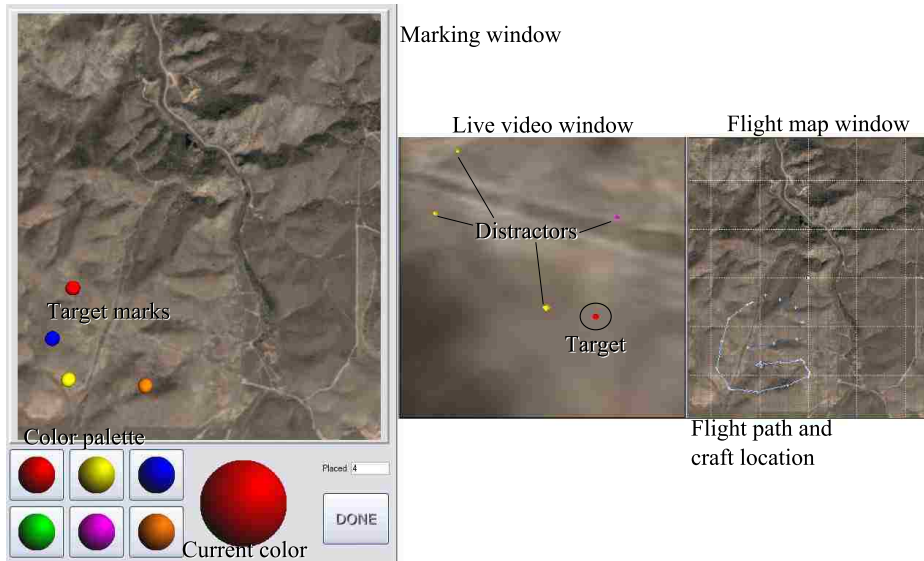 Marking window
Live video window
Flight map window
Distractors
Target marks
Target
Flight path and
craft location
Color palette
Placed 4
DONE
Current color